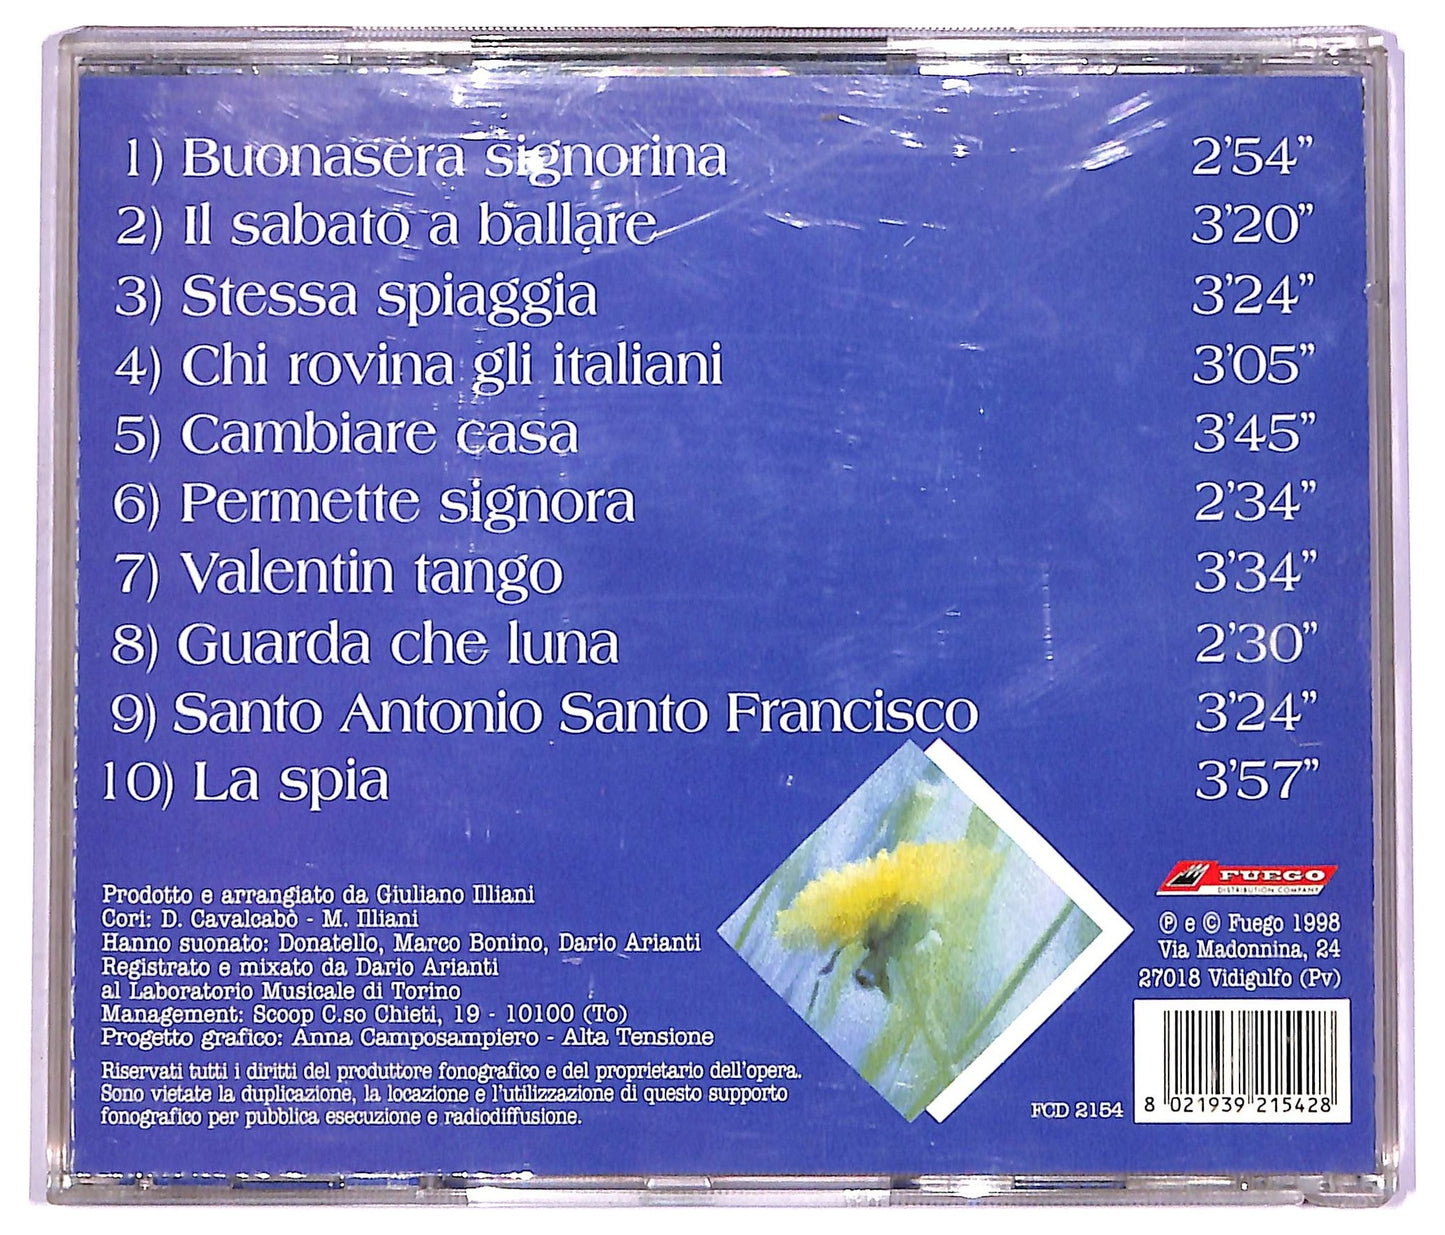 1) Buonasera signorina 2'54"
2) Il sabato a ballare 3'20"
3) Stessa spiaggia 3'24"
4) Chi rovina gli italiani 3'05"
5) Cambiare casa 3'45"
6) Permette signora 2'34"
7) Valentin tango 3'34"
8) Guarda che luna 2'30"
9) Santo Antonio Santo Francisco 3'24"
10) La spia 3'57"
Prodotto e arrangiato da Giuliano Illiani
Cori: D. Cavalcabò - M. Illiani
Hanno suonato: Donatello, Marco Bonino, Dario Arianti
Registrato e mixato da Dario Arianti
al Laboratorio Musicale di Torino
Management: Scoop C.so Chieti, 19 - 10100 (To)
Progetto grafico: Anna Camposampiero - Alta Tensione
Riservati tutti i diritti del produttore fonografico e del proprietario dell'opera.
Sono vietate la duplicazione, la locazione e l'utilizzazione di questo supporto
fonografico per pubblica esecuzione e radiodiffusione.
FUEGO
DISTRIBUTION COMPANY
℗ e © Fuego 1998
Via Madonnina, 24
27018 Vidigulfo (Pv)
FCD 2154
8 021939 215428